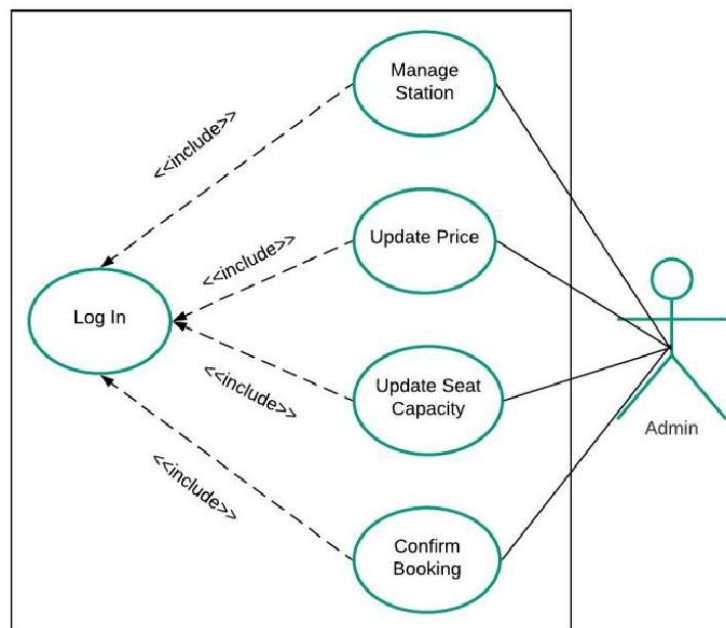 Manage
Station
<<include>>
Update Price
<<include>>
Log In
Update Seat
Capacity
<<include>>
Admin
<<include>>
Confirm
Booking